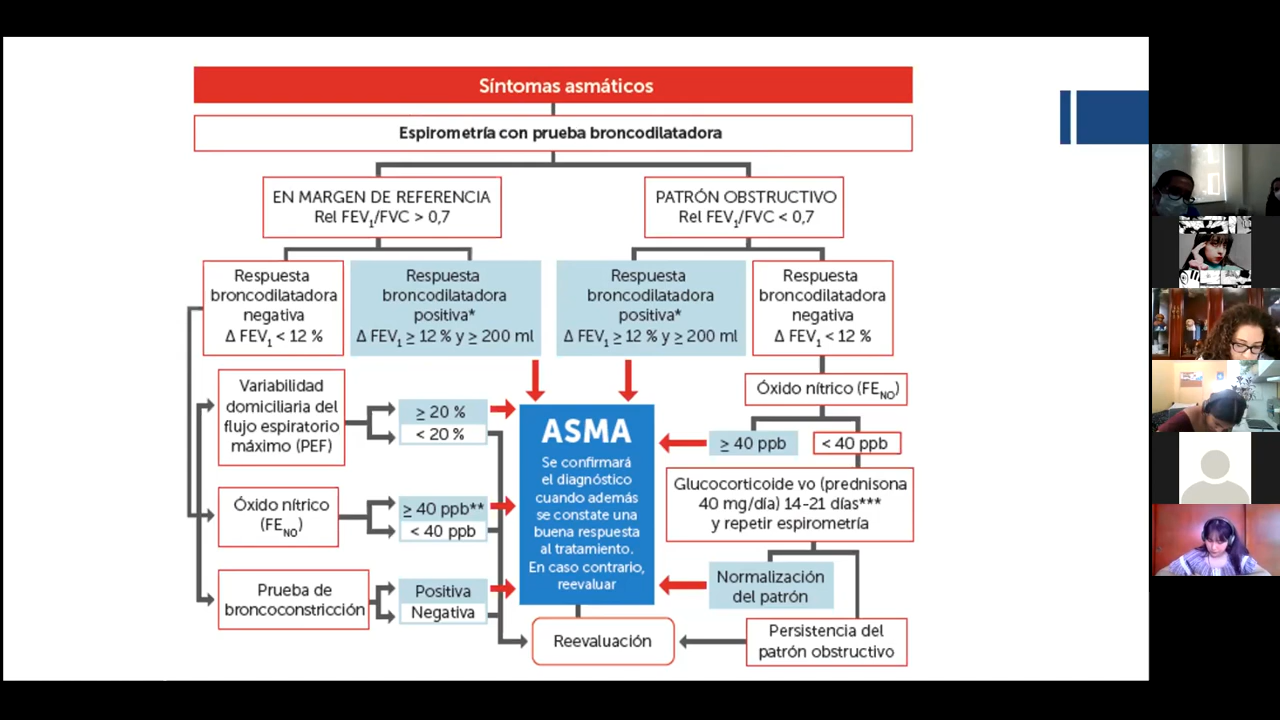 Síntomas asmáticos
Espirometría con prueba broncodilatadora
EN MARGEN DE REFERENCIA
Rel FEV₁/FVC > 0,7
PATRÓN OBSTRUCTIVO
Rel FEV₁/FVC < 0,7
Respuesta
broncodilatadora
negativa
Δ FEV₁ < 12 %
Respuesta
broncodilatadora
positiva*
Δ FEV₁ ≥ 12 % y ≥ 200 ml
Respuesta
broncodilatadora
positiva*
Δ FEV₁ ≥ 12 % y ≥ 200 ml
Respuesta
broncodilatadora
negativa
Δ FEV₁ < 12 %
Variabilidad
domiciliaria del
flujo espiratorio
máximo (PEF)
≥ 20 %
< 20 %
Óxido nítrico
(FENO)
≥ 40 ppb**
< 40 ppb
Prueba de
broncoconstricción
Positiva
Negativa
ASMA
Se confirmará
el diagnóstico
cuando además
se constate una
buena respuesta
al tratamiento.
En caso contrario,
reevaluar
Óxido nítrico (FENO)
≥ 40 ppb
< 40 ppb
Glucocorticoide vo (prednisona
40 mg/día) 14-21 días***
y repetir espirometría
Normalización
del patrón
Persistencia del
patrón obstructivo
Reevaluación